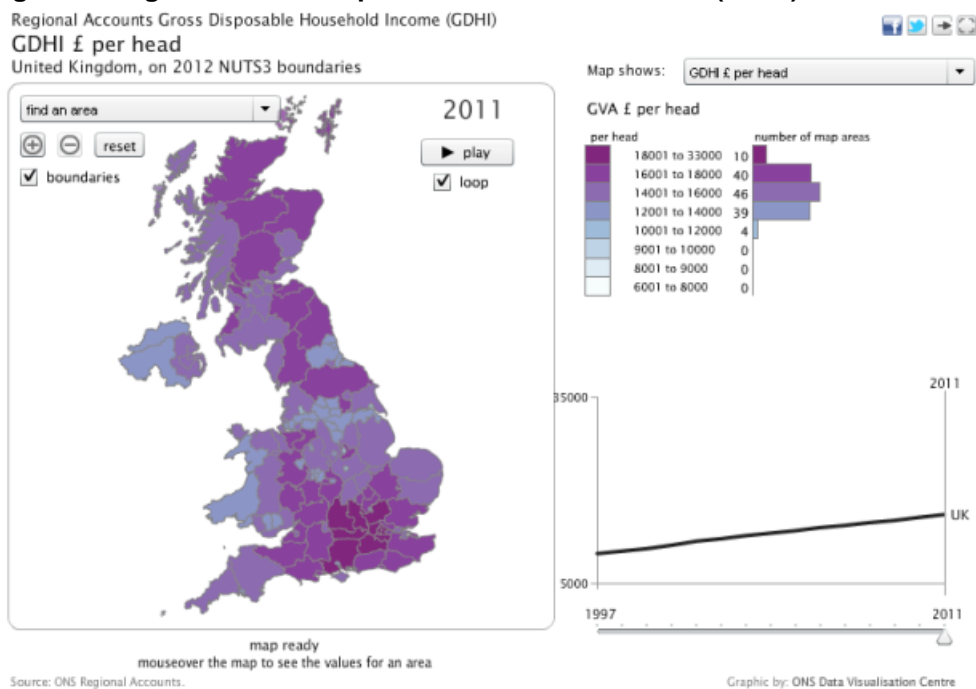 Regional Accounts Gross Disposable Household Income (GDHI)
GDHI £ per head
United Kingdom, on 2012 NUTS3 boundaries
find an area
2011
reset
play
boundaries
loop
Map shows:
GDHI £ per head
GVA £ per head
per head
number of map areas
18001 to 33000 10
16001 to 18000 40
14001 to 16000 46
12001 to 14000 39
10001 to 12000 4
9001 to 10000 0
8001 to 9000 0
6001 to 8000 0
2011
35000
UK
5000
1997
2011
map ready
mouseover the map to see the values for an area
Source: ONS Regional Accounts.
Graphic by: ONS Data Visualisation Centre